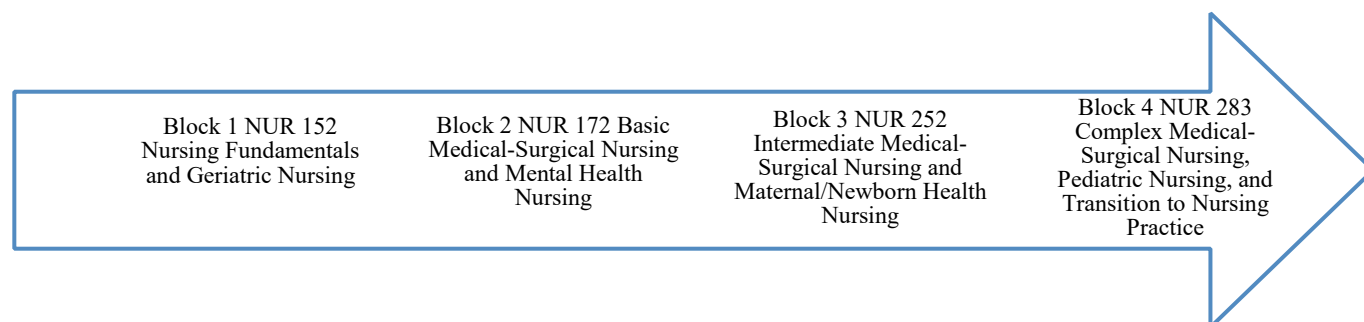 Block 1 NUR 152
Nursing Fundamentals
and Geriatric Nursing
Block 2 NUR 172 Basic
Medical-Surgical Nursing
and Mental Health
Nursing
Block 3 NUR 252
Intermediate Medical-
Surgical Nursing and
Maternal/Newborn Health
Nursing
Block 4 NUR 283
Complex Medical-
Surgical Nursing,
Pediatric Nursing, and
Transition to Nursing
Practice